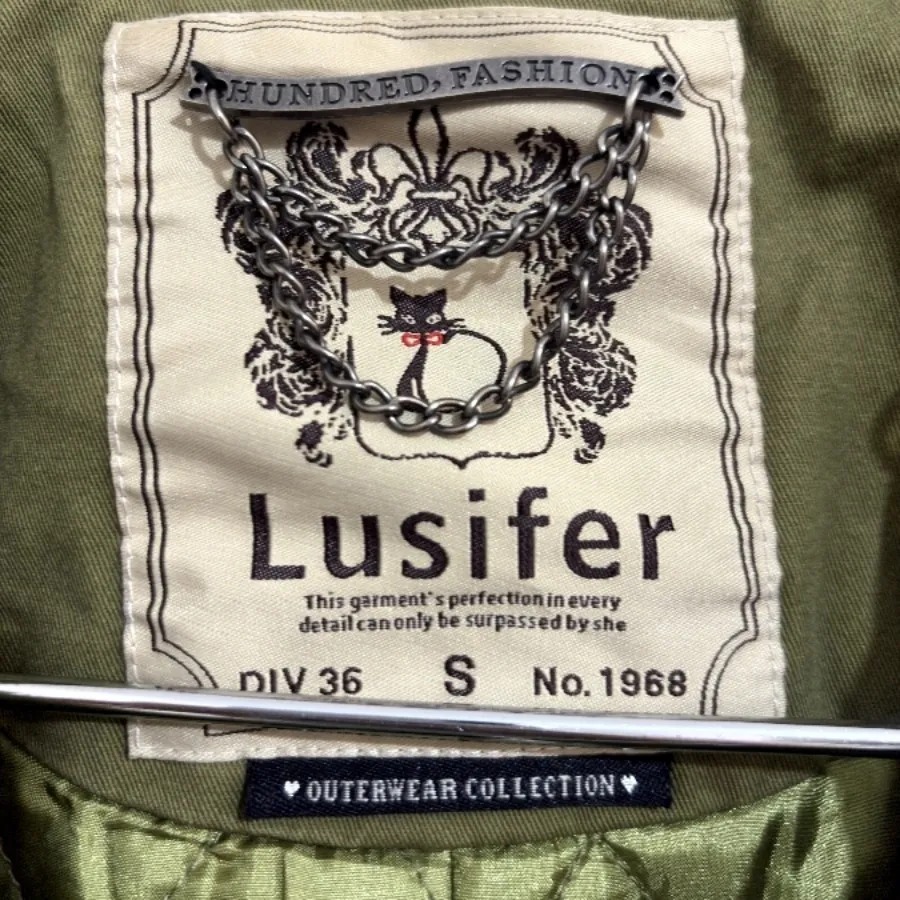 HUNDRED, FASHION
Lusifer
This garment's perfection in every
detail can only be surpassed by she
DIV 36 S No. 1968
♥ OUTERWEAR COLLECTION ♥